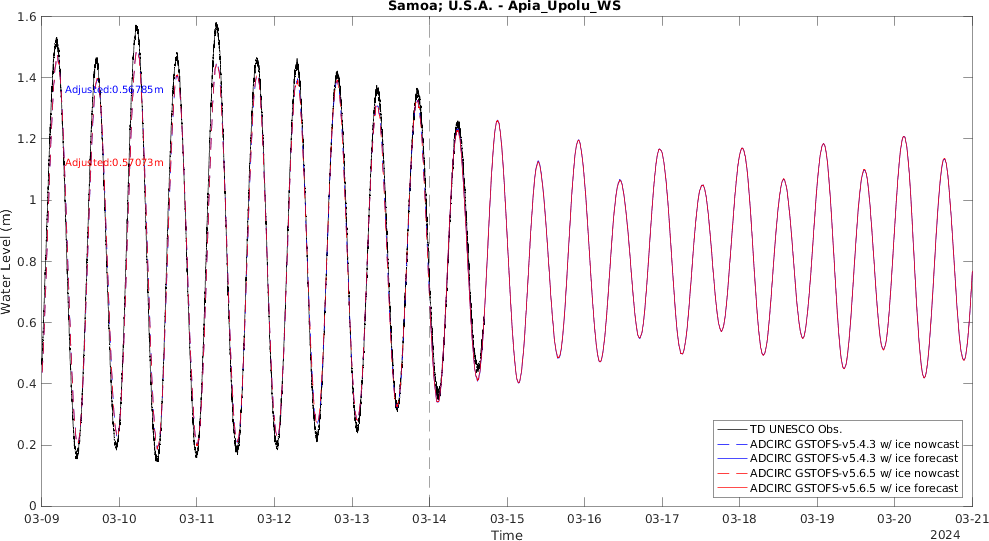 Samoa; U.S.A. - Apia_Upolu_WS
1.6
1.4
1.2
1
0.8
0.6
0.4
0.2
0
Water Level (m)
Adjusted:0.56785m
Adjusted:0.57073m
TD UNESCO Obs.
ADCIRC GSTOFS-v5.4.3 w/ ice nowcast
ADCIRC GSTOFS-v5.4.3 w/ ice forecast
ADCIRC GSTOFS-v5.6.5 w/ ice nowcast
ADCIRC GSTOFS-v5.6.5 w/ ice forecast
03-09 03-10 03-11 03-12 03-13 03-14 03-15 03-16 03-17 03-18 03-19 03-20 03-21
Time
2024